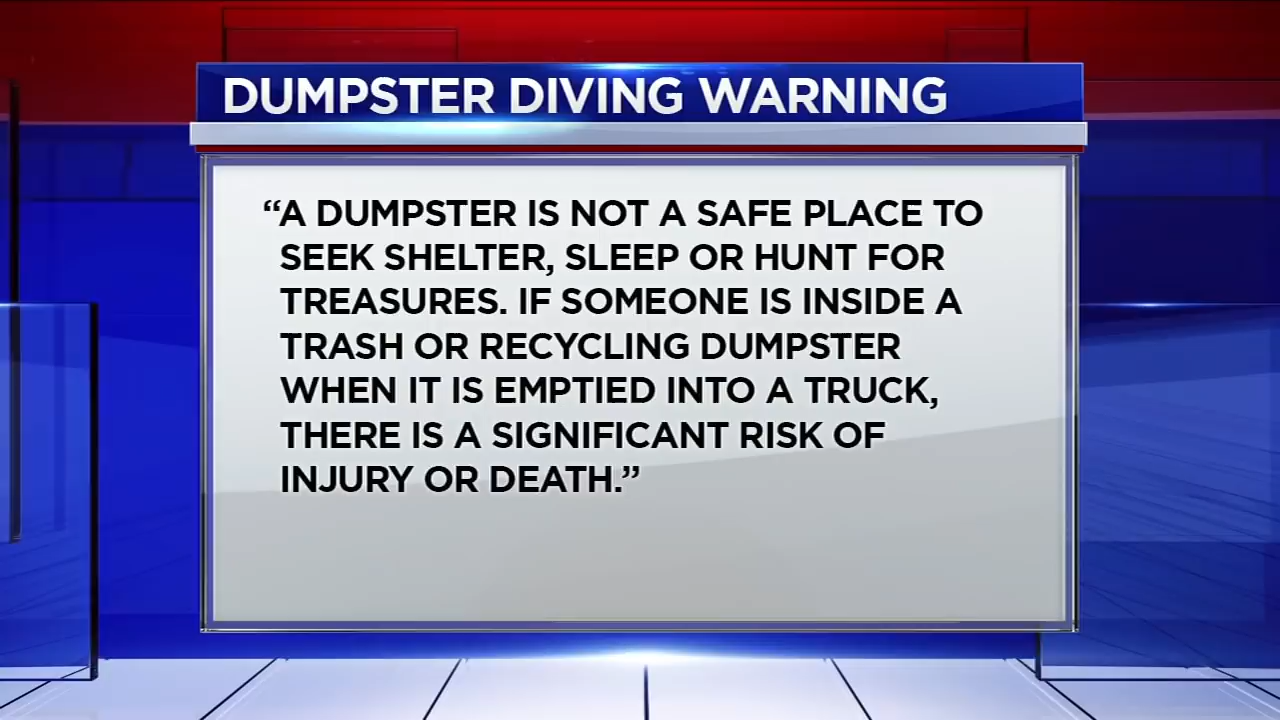 DUMPSTER DIVING WARNING
“A DUMPSTER IS NOT A SAFE PLACE TO
SEEK SHELTER, SLEEP OR HUNT FOR
TREASURES. IF SOMEONE IS INSIDE A
TRASH OR RECYCLING DUMPSTER
WHEN IT IS EMPTIED INTO A TRUCK,
THERE IS A SIGNIFICANT RISK OF
INJURY OR DEATH.”